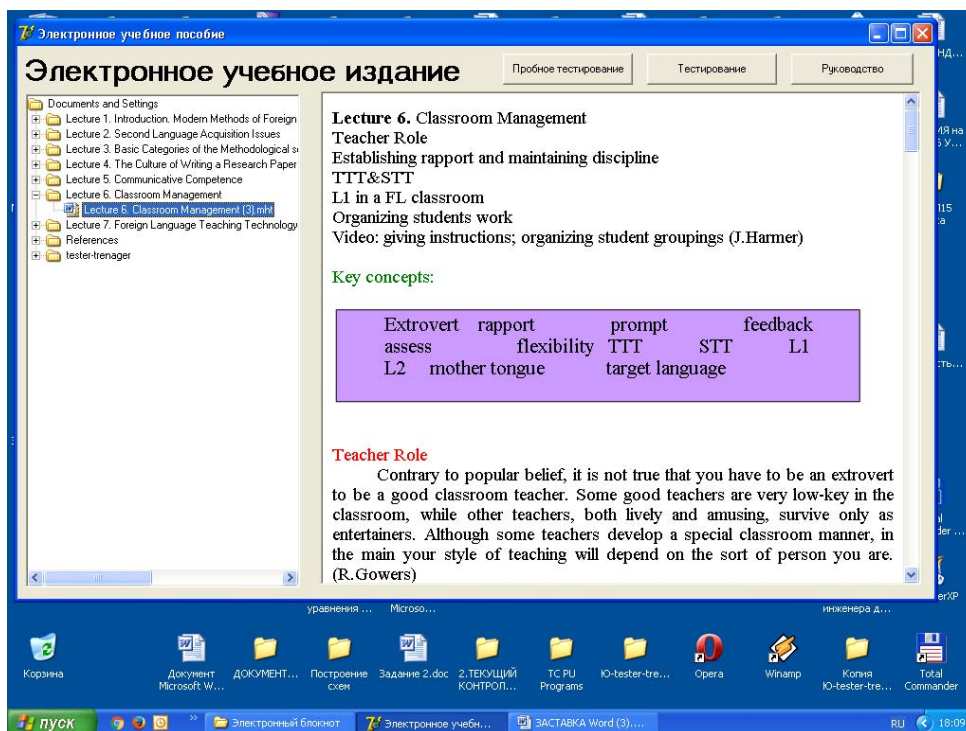 Электронное учебное пособие
Электронное учебное издание
Пробное тестирование
Тестирование
Руководство
Documents and Settings
Lecture 1. Introduction. Modern Methods of Foreign
Lecture 2. Second Language Acquisition Issues
Lecture 3. Basic Categories of the Methodological s
Lecture 4. The Culture of Writing a Research Paper
Lecture 5. Communicative Competence
Lecture 6. Classroom Management
Lecture 6. Classroom Management (3).mht
Lecture 7. Foreign Language Teaching Technology
References
tester-trenager
Lecture 6. Classroom Management
Teacher Role
Establishing rapport and maintaining discipline
TTT&STT
L1 in a FL classroom
Organizing students work
Video: giving instructions; organizing student groupings (J.Harmer)
Key concepts:
Extrovert rapport prompt feedback
assess flexibility TTT STT L1
L2 mother tongue target language
Teacher Role
Contrary to popular belief, it is not true that you have to be an extrovert
to be a good classroom teacher. Some good teachers are very low-key in the
classroom, while other teachers, both lively and amusing, survive only as
entertainers. Although some teachers develop a special classroom manner, in
the main your style of teaching will depend on the sort of person you are.
(R.Gowers)
уравнения ...
Microso...
инженера д...
Корзина
Документ
Microsoft W...
ДОКУМЕНТ...
Построение
схем
Задание 2.doc
2.ТЕКУЩИЙ
КОНТРОЛ...
TC PU
Programs
Ю-tester-tre...
Opera
Winamp
Копия
Ю-tester-tre...
Total
Commander
пуск
Электронный блокнот
Электронное учебн...
ЗАСТАВКА Word (3)....
RU
18:09